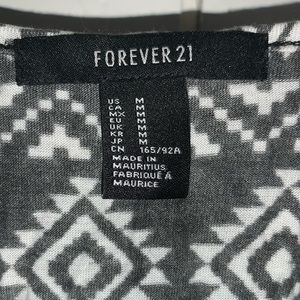 FOREVER 21
US M
CA M
MX M
EU M
UK M
KR M
JP M
CN 165/92A
MADE IN
MAURITIUS
FABRIQUÉ À
MAURICE